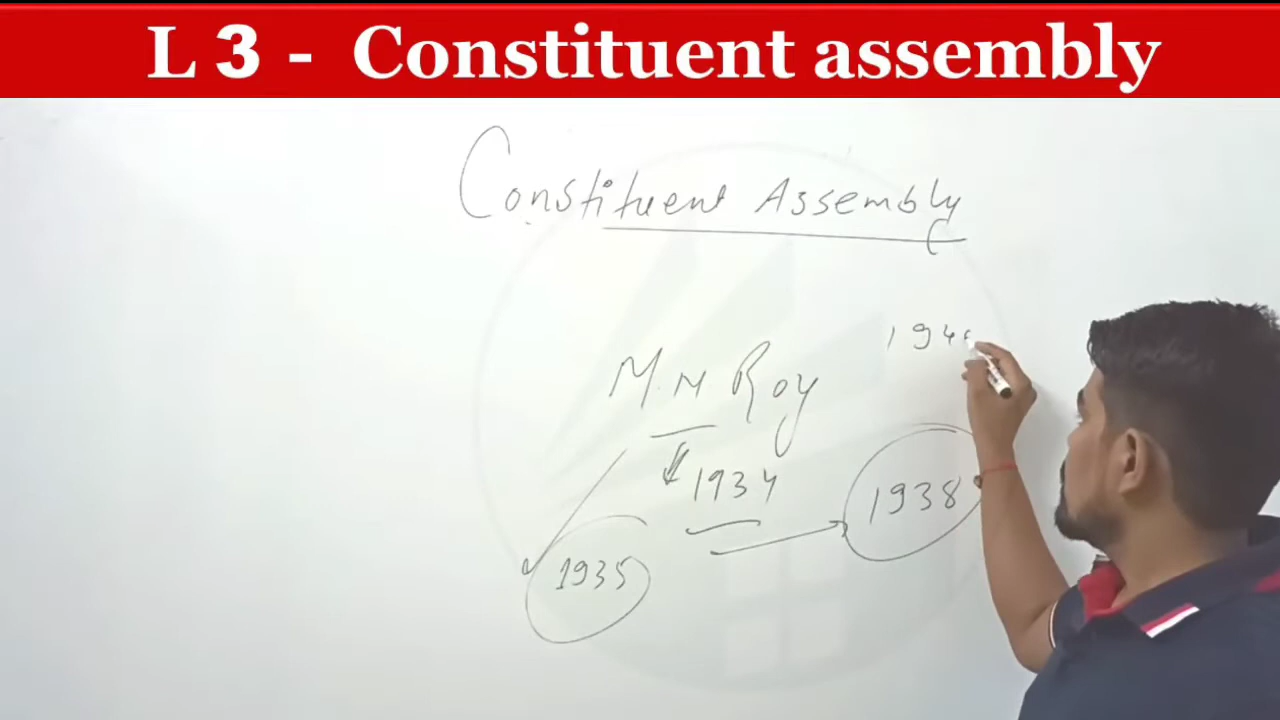 L 3 - Constituent assembly
Constituent Assembly
M.N Roy
1934
1938
1935